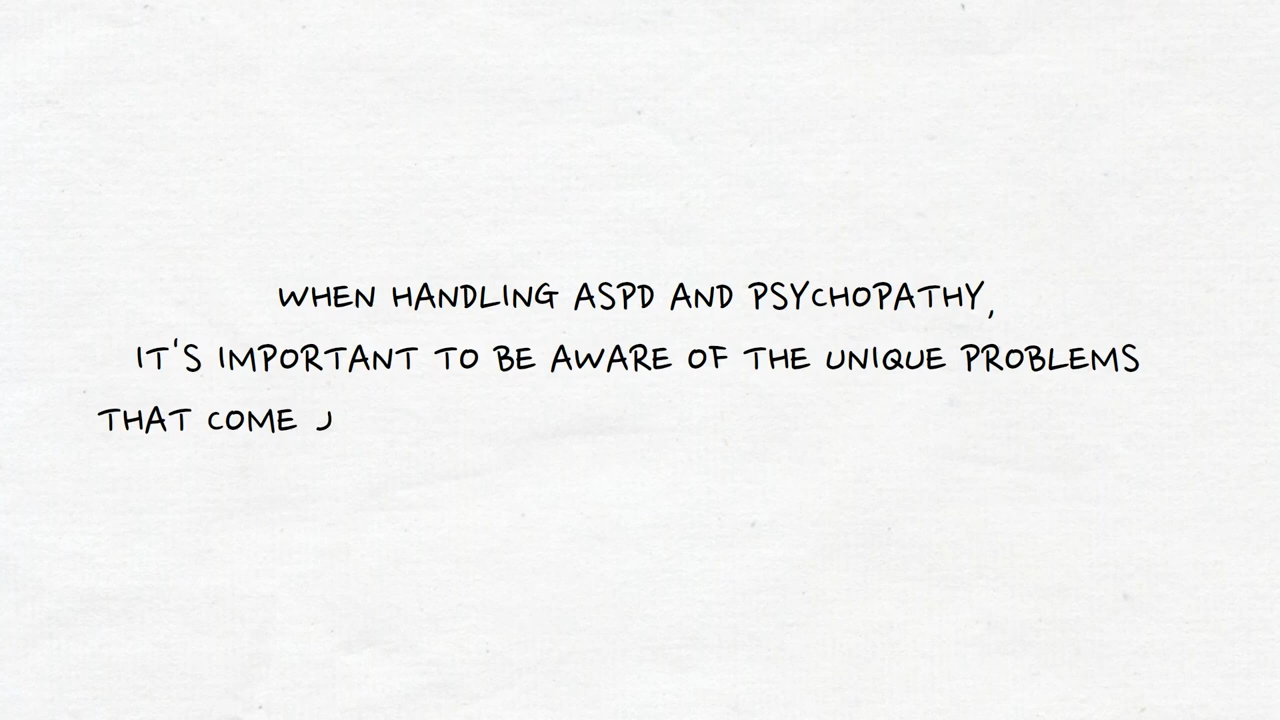 WHEN HANDLING ASPD AND PSYCHOPATHY,
IT'S IMPORTANT TO BE AWARE OF THE UNIQUE PROBLEMS
THAT COME